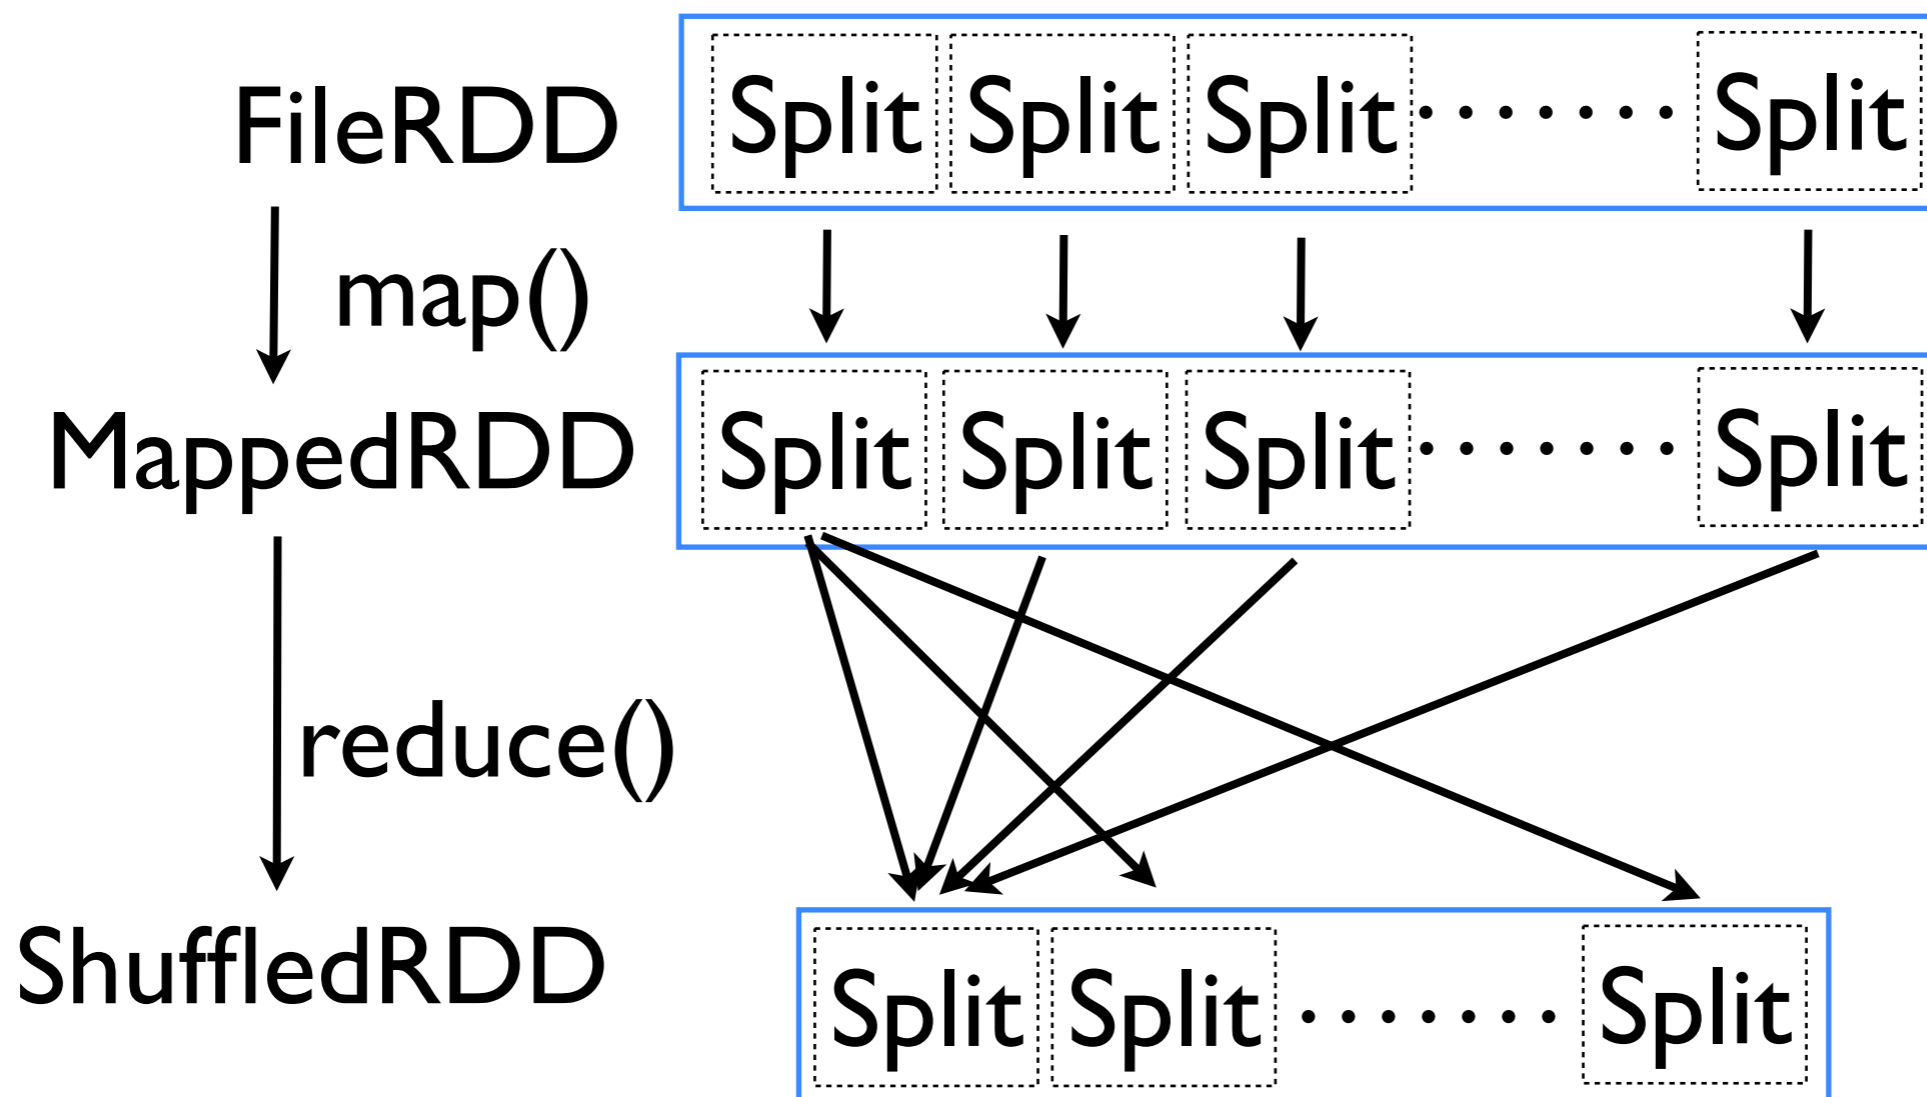 FileRDD
Split Split Split ....... Split
map()
MappedRDD
Split Split Split ....... Split
reduce()
ShuffledRDD
Split Split ....... Split